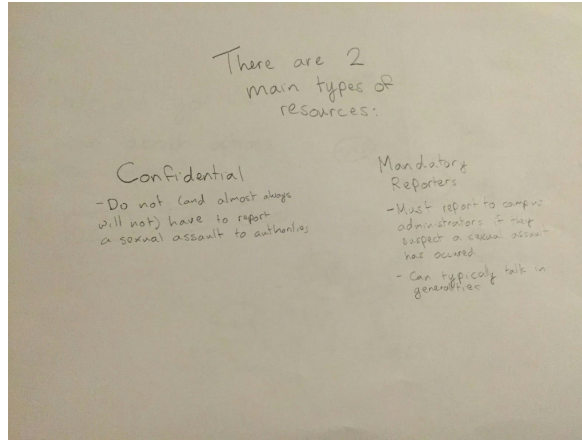 There are 2
main types of
resources:
Confidential
- Do not (and almost always
will not) have to report
a sexual assault to authorities
Mandatory
Reporters
- Must report to campus
administrators if they
suspect a sexual assault
has occured
- Can typically talk in
generalities